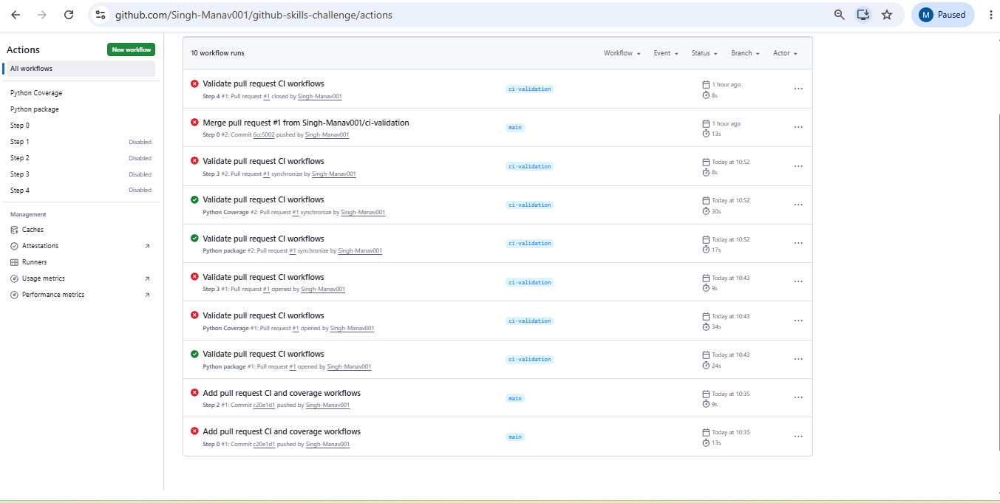 github.com/Singh-Manav001/github-skills-challenge/actions
M Paused
Actions
New workflow
All workflows
Python Coverage
Python package
Step 0
Step 1 Disabled
Step 2 Disabled
Step 3 Disabled
Step 4 Disabled
Management
Caches
Attestations
Runners
Usage metrics
Performance metrics
10 workflow runs
Workflow Event Status Branch Actor
Validate pull request CI workflows
Step 4 #1: Pull request #1 closed by Singh-Manav001
ci-validation
1 hour ago
8s
Merge pull request #1 from Singh-Manav001/ci-validation
Step 0 #2: Commit 6cc5002 pushed by Singh-Manav001
main
1 hour ago
13s
Validate pull request CI workflows
Step 3 #2: Pull request #1 synchronize by Singh-Manav001
ci-validation
Today at 10:52
8s
Validate pull request CI workflows
Python Coverage #2: Pull request #1 synchronize by Singh-Manav001
ci-validation
Today at 10:52
30s
Validate pull request CI workflows
Python package #2: Pull request #1 synchronize by Singh-Manav001
ci-validation
Today at 10:52
17s
Validate pull request CI workflows
Step 3 #1: Pull request #1 opened by Singh-Manav001
ci-validation
Today at 10:43
9s
Validate pull request CI workflows
Python Coverage #1: Pull request #1 opened by Singh-Manav001
ci-validation
Today at 10:43
34s
Validate pull request CI workflows
Python package #1: Pull request #1 opened by Singh-Manav001
ci-validation
Today at 10:43
24s
Add pull request CI and coverage workflows
Step 2 #1: Commit c20e1d1 pushed by Singh-Manav001
main
Today at 10:35
9s
Add pull request CI and coverage workflows
Step 0 #1: Commit c20e1d1 pushed by Singh-Manav001
main
Today at 10:35
13s